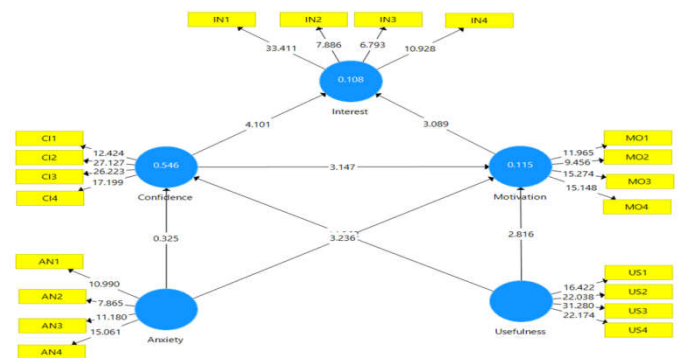 IN1
IN2
IN3
IN4
33.411
7.886
6.793
10.928
0.108
Interest
4.101
3.089
CI1
CI2
CI3
CI4
12.424
27.127
26.223
17.199
0.546
Confidence
3.147
0.115
Motivation
11.965
9.456
15.274
15.148
MO1
MO2
MO3
MO4
0.325
3.236
2.816
AN1
AN2
AN3
AN4
10.990
7.865
11.180
15.061
Anxiety
Usefulness
16.422
22.038
31.280
22.174
US1
US2
US3
US4